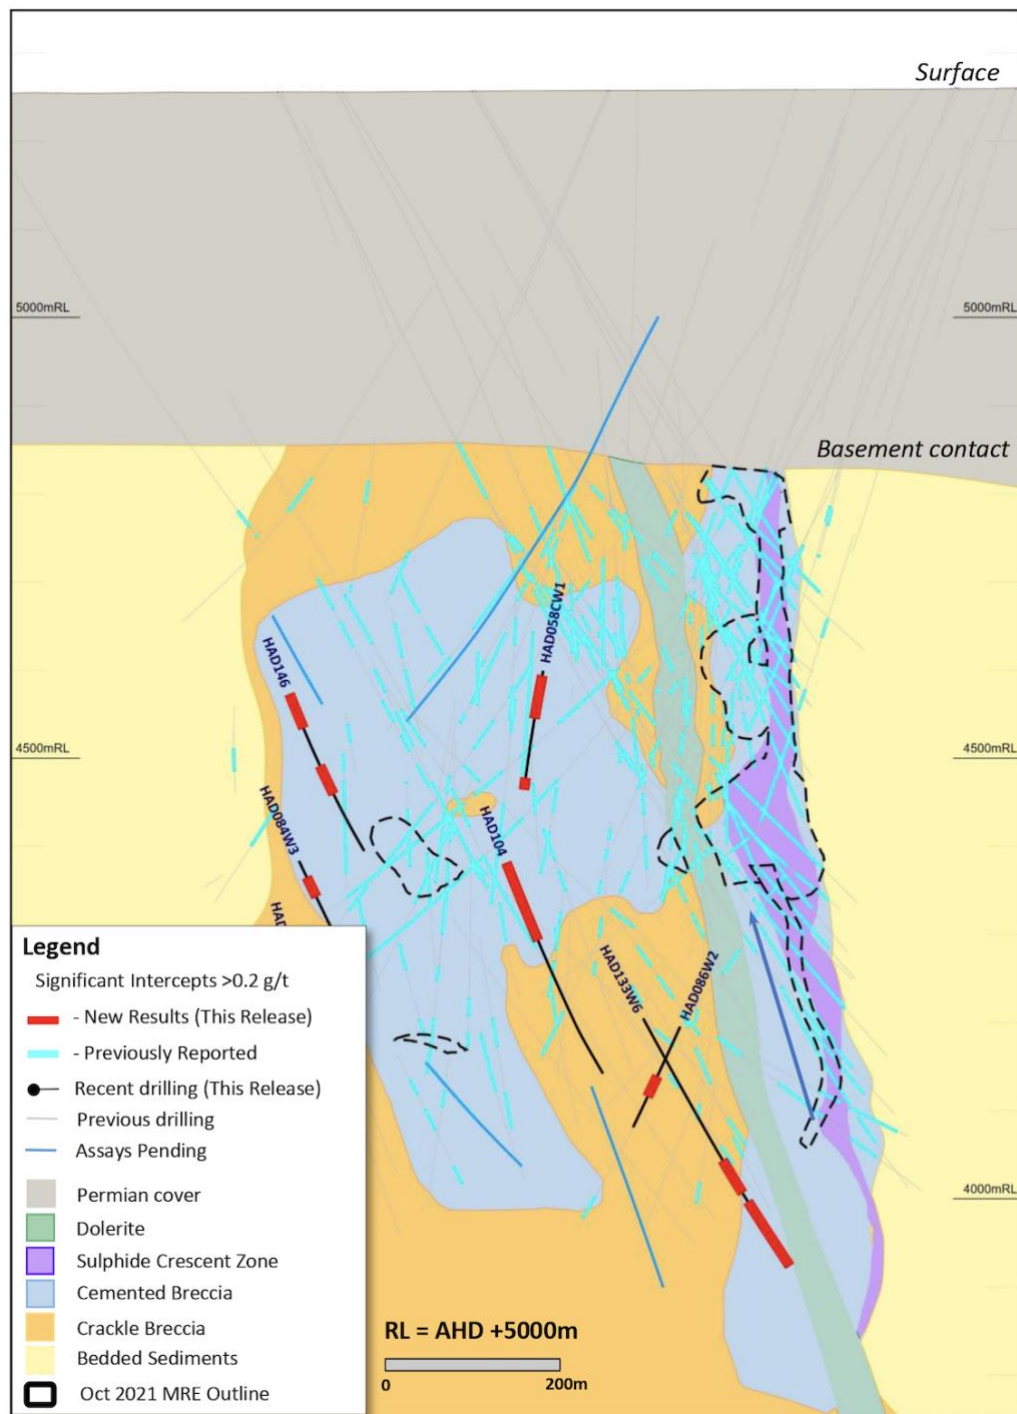 Surface
5000mRL
5000mRL
Basement contact
HAD058CW1
HAD146
4500mRL
4500mRL
HAD084W3
HAD104
HAD
HAD133W6
HAD086W2
4000mRL
Legend
Significant Intercepts >0.2 g/t
- New Results (This Release)
- Previously Reported
Recent drilling (This Release)
Previous drilling
Assays Pending
Permian cover
Dolerite
Sulphide Crescent Zone
Cemented Breccia
Crackle Breccia
Bedded Sediments
Oct 2021 MRE Outline
RL = AHD +5000m
0 200m